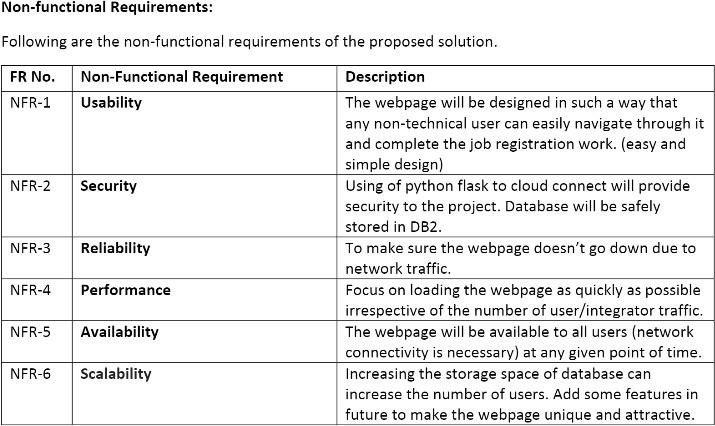 Non-functional Requirements:
Following are the non-functional requirements of the proposed solution.
FR No. Non-Functional Requirement Description
NFR-1 Usability The webpage will be designed in such a way that
any non-technical user can easily navigate through it
and complete the job registration work. (easy and
simple design)
NFR-2 Security Using of python flask to cloud connect will provide
security to the project. Database will be safely
stored in DB2.
NFR-3 Reliability To make sure the webpage doesn't go down due to
network traffic.
NFR-4 Performance Focus on loading the webpage as quickly as possible
irrespective of the number of user/integrator traffic.
NFR-5 Availability The webpage will be available to all users (network
connectivity is necessary) at any given point of time.
NFR-6 Scalability Increasing the storage space of database can
increase the number of users. Add some features in
future to make the webpage unique and attractive.